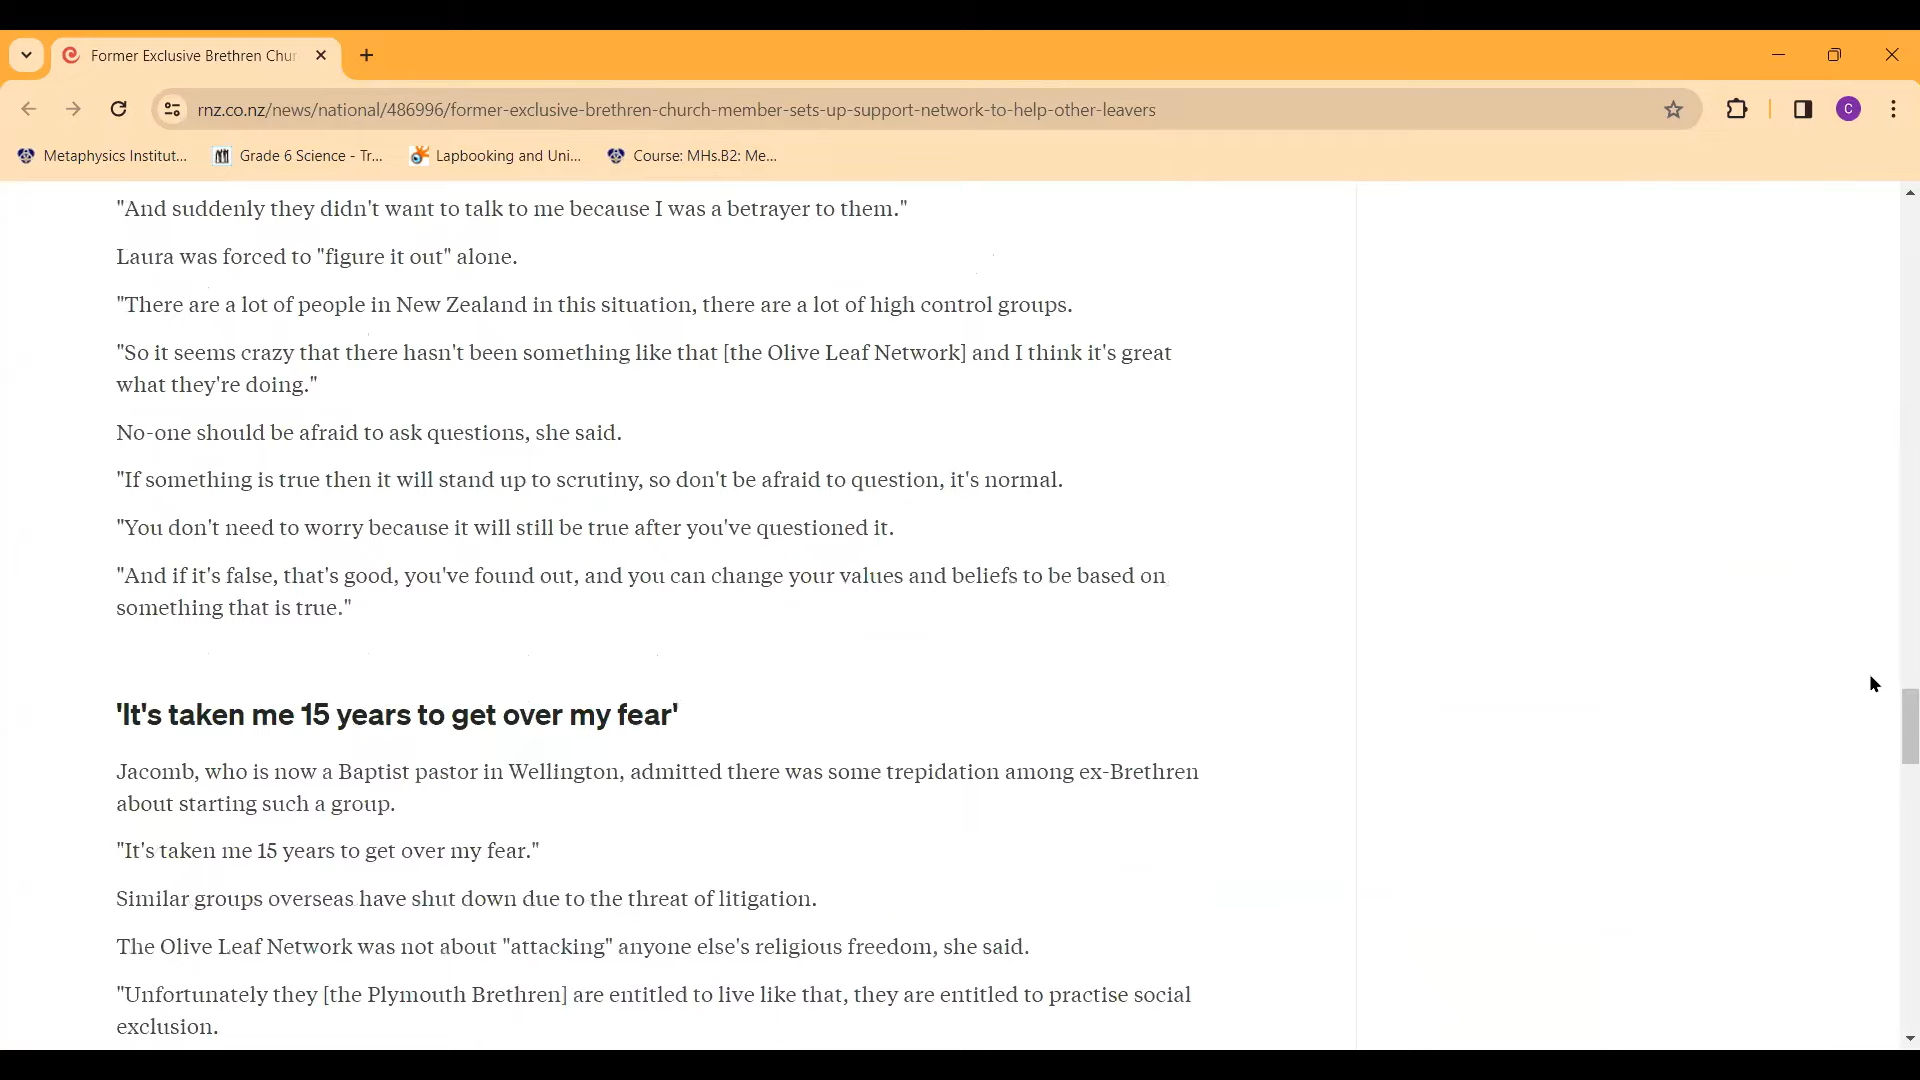 Former Exclusive Brethren Chur
rnz.co.nz/news/national/486996/former-exclusive-brethren-church-member-sets-up-support-network-to-help-other-leavers
C
Metaphysics Institut...
Grade 6 Science - Tr...
Lapbooking and Uni...
Course: MHs.B2: Me...
"And suddenly they didn't want to talk to me because I was a betrayer to them."
Laura was forced to "figure it out" alone.
"There are a lot of people in New Zealand in this situation, there are a lot of high control groups.
"So it seems crazy that there hasn't been something like that [the Olive Leaf Network] and I think it's great
what they're doing."
No-one should be afraid to ask questions, she said.
"If something is true then it will stand up to scrutiny, so don't be afraid to question, it's normal.
"You don't need to worry because it will still be true after you've questioned it.
"And if it's false, that's good, you've found out, and you can change your values and beliefs to be based on
something that is true."
'It's taken me 15 years to get over my fear'
Jacomb, who is now a Baptist pastor in Wellington, admitted there was some trepidation among ex-Brethren
about starting such a group.
"It's taken me 15 years to get over my fear."
Similar groups overseas have shut down due to the threat of litigation.
The Olive Leaf Network was not about "attacking" anyone else's religious freedom, she said.
"Unfortunately they [the Plymouth Brethren] are entitled to live like that, they are entitled to practise social
exclusion.